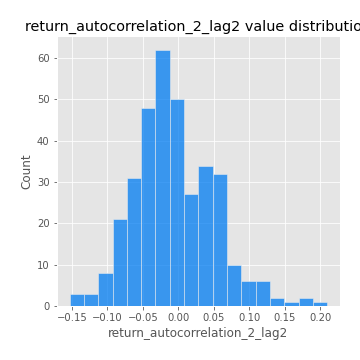 return_autocorrelation_2_lag2 value distributio
60
50
40
30
20
10
0
Count
−0.15 −0.10 −0.05 0.00 0.05 0.10 0.15 0.20
return_autocorrelation_2_lag2